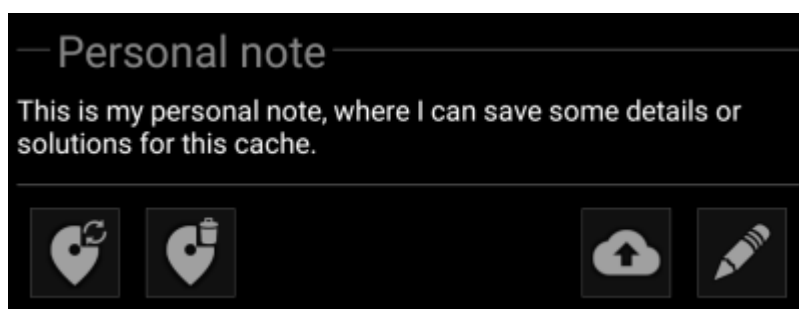 Personal note
This is my personal note, where I can save some details or
solutions for this cache.